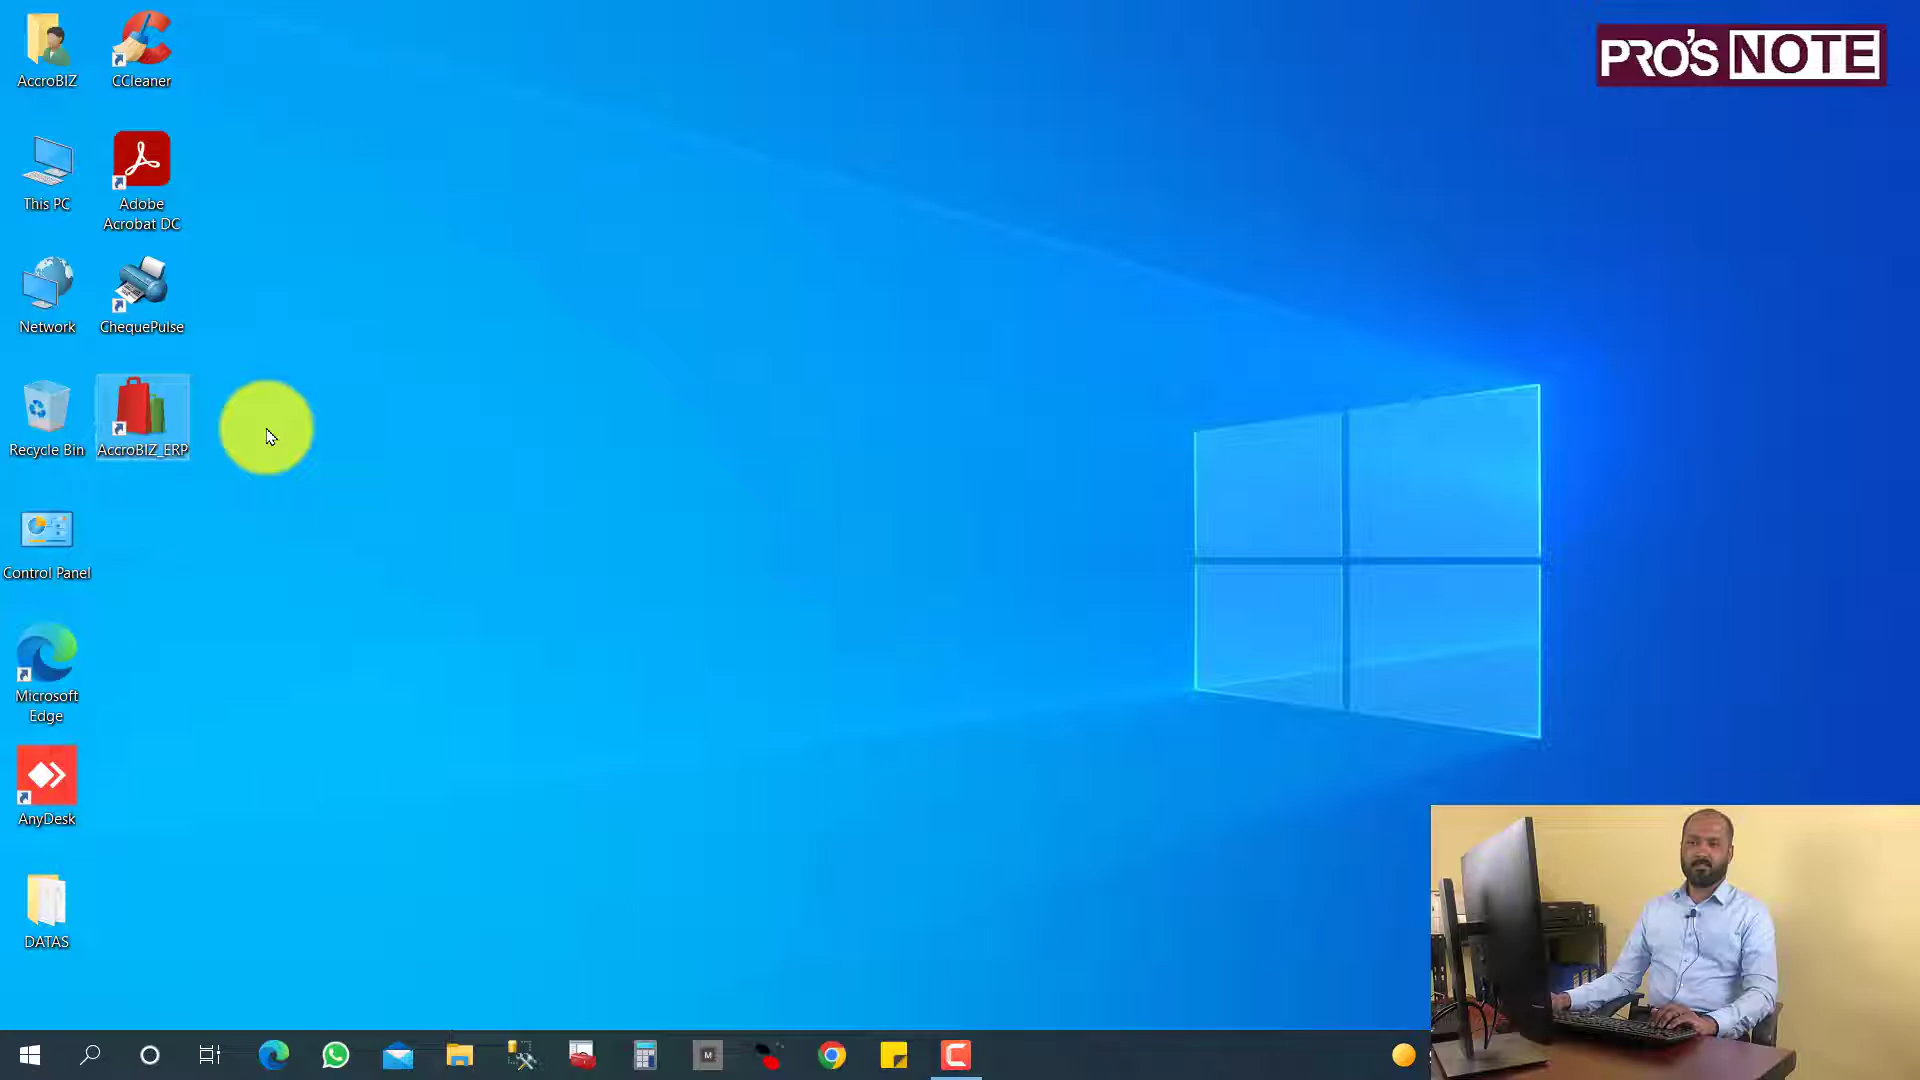 PRO'S NOTE
AccroBIZ
CCleaner
This PC
Adobe
Acrobat DC
Network
ChequePulse
Recycle Bin
AccroBIZ_ERP
Control Panel
Microsoft
Edge
AnyDesk
DATAS
M